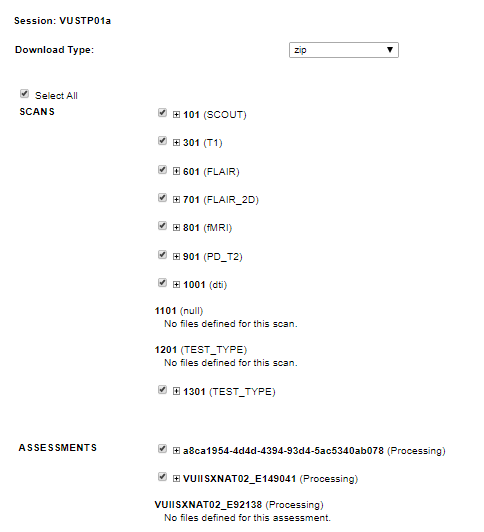 Session: VUSTP01a
Download Type: zip
Select All
SCANS
101 (SCOUT)
301 (T1)
601 (FLAIR)
701 (FLAIR_2D)
801 (fMRI)
901 (PD_T2)
1001 (dti)
1101 (null)
No files defined for this scan.
1201 (TEST_TYPE)
No files defined for this scan.
1301 (TEST_TYPE)
ASSESSMENTS
a8ca1954-4d4d-4394-93d4-5ac5340ab078 (Processing)
VUIISXNAT02_E149041 (Processing)
VUIISXNAT02_E92138 (Processing)
No files defined for this assessment.